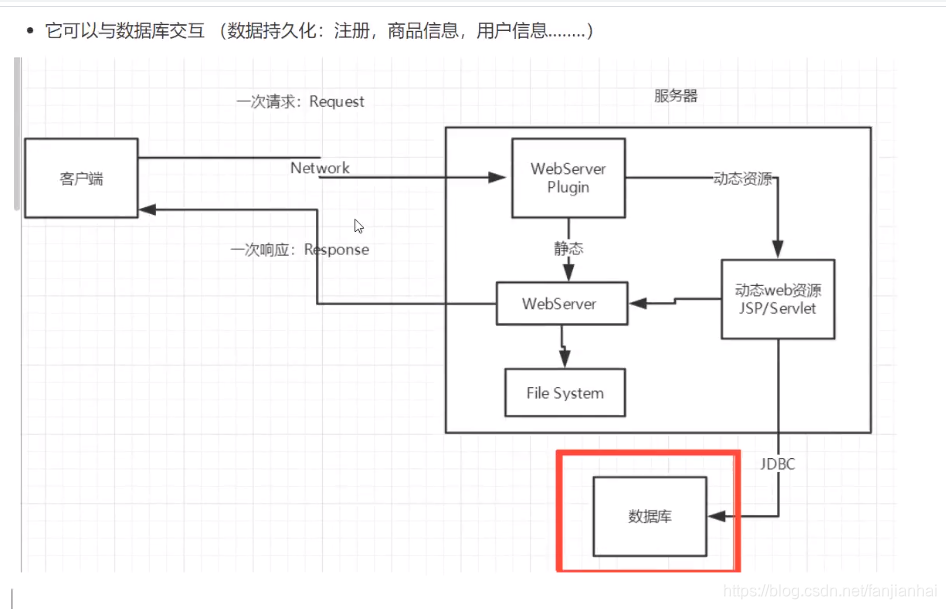 它可以与数据库交互 （数据持久化：注册，商品信息，用户信息........）
一次请求：Request
服务器
客户端
Network
WebServer
Plugin
动态资源
一次响应：Response
静态
WebServer
动态web资源
JSP/Servlet
File System
JDBC
数据库
https://blog.csdn.net/fanjianhai